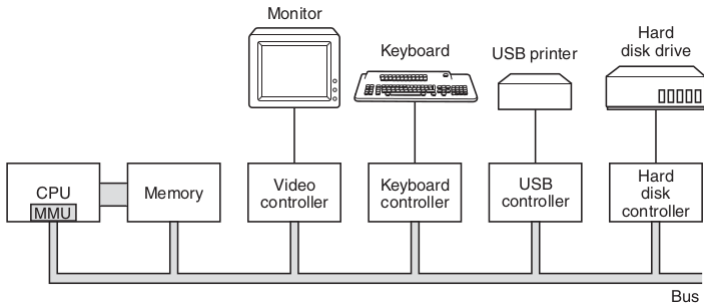 Monitor
Keyboard
USB printer
Hard
disk drive
CPU
MMU
Memory
Video
controller
Keyboard
controller
USB
controller
Hard
disk
controller
Bus